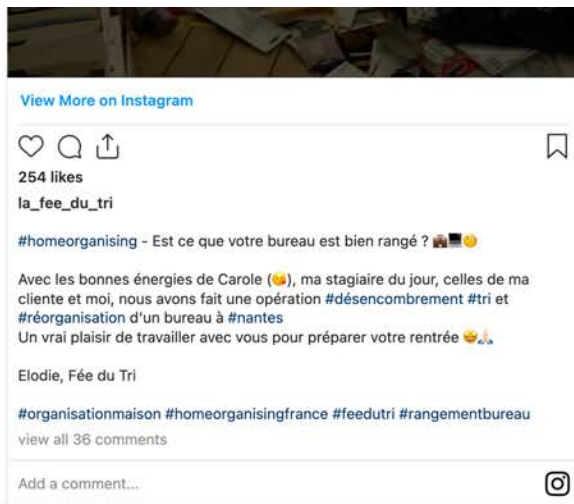 View More on Instagram
254 likes
la_fee_du_tri
#homeorganising - Est ce que votre bureau est bien rangé ? 💼💻🧐
Avec les bonnes énergies de Carole (😘), ma stagiaire du jour, celles de ma
cliente et moi, nous avons fait une opération #désencombrement #tri et
#réorganisation d'un bureau à #nantes
Un vrai plaisir de travailler avec vous pour préparer votre rentrée 🤩🙏🏻
Elodie, Fée du Tri
#organisationmaison #homeorganisingfrance #feedutri #rangementbureau
view all 36 comments
Add a comment...